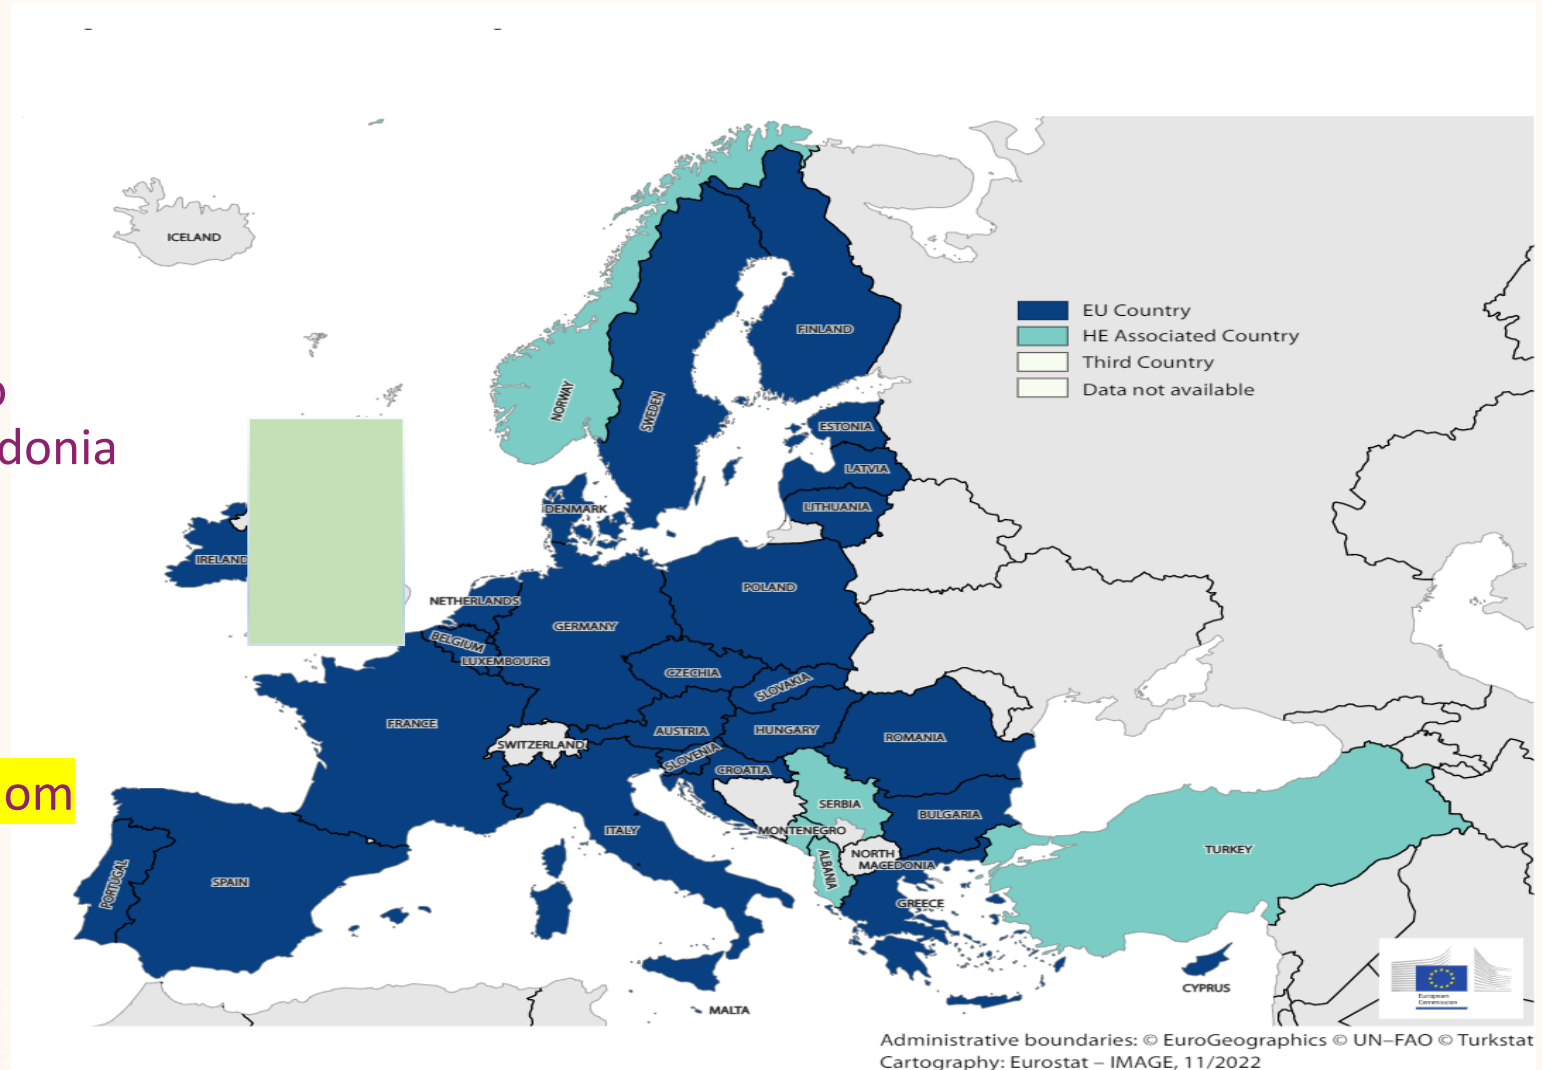 ICELAND
EU Country
HE Associated Country
Third Country
Data not available
FINLAND
NORWAY
SWEDEN
donia
ESTONIA
LATVIA
LITHUANIA
DENMARK
IRELAND
POLAND
NETHERLANDS
GERMANY
BELGIUM
LUXEMBOURG
CZECHIA
SLOVAKIA
FRANCE
AUSTRIA
HUNGARY
ROMANIA
SWITZERLAND
SLOVENIA
CROATIA
om
SERBIA
BULGARIA
ITALY
MONTENEGRO
TURKEY
NORTH
MACEDONIA
ALBANIA
PORTUGAL
SPAIN
GREECE
CYPRUS
European
Commission
MALTA
Administrative boundaries: © EuroGeographics © UN–FAO © Turkstat
Cartography: Eurostat – IMAGE, 11/2022